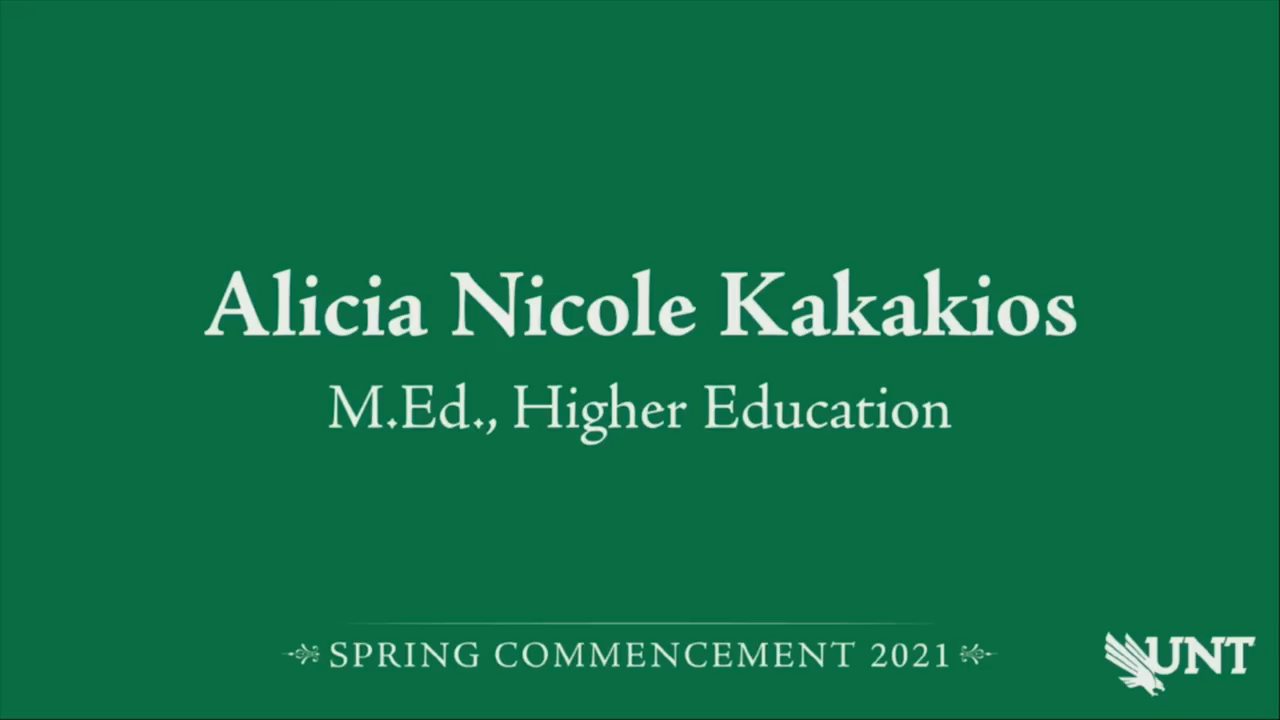 Alicia Nicole Kakakios
M.Ed., Higher Education
SPRING COMMENCEMENT 2021
UNT